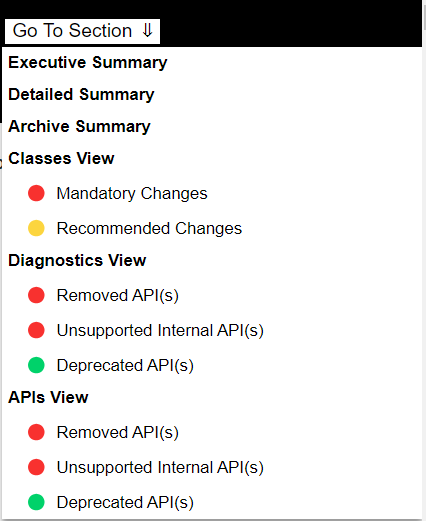 Go To Section ⇓
Executive Summary
Detailed Summary
Archive Summary
Classes View
Mandatory Changes
Recommended Changes
Diagnostics View
Removed API(s)
Unsupported Internal API(s)
Deprecated API(s)
APIs View
Removed API(s)
Unsupported Internal API(s)
Deprecated API(s)